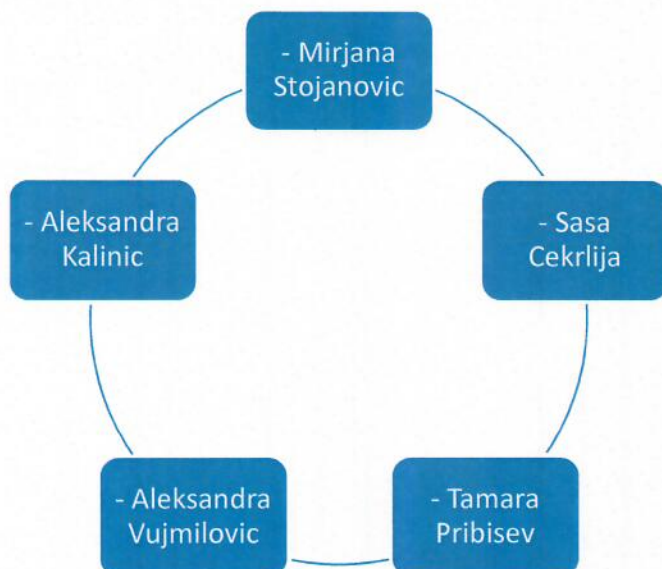 - Mirjana
Stojanovic
- Sasa
Cekrlija
- Tamara
Pribisev
- Aleksandra
Vujmilovic
- Aleksandra
Kalinic